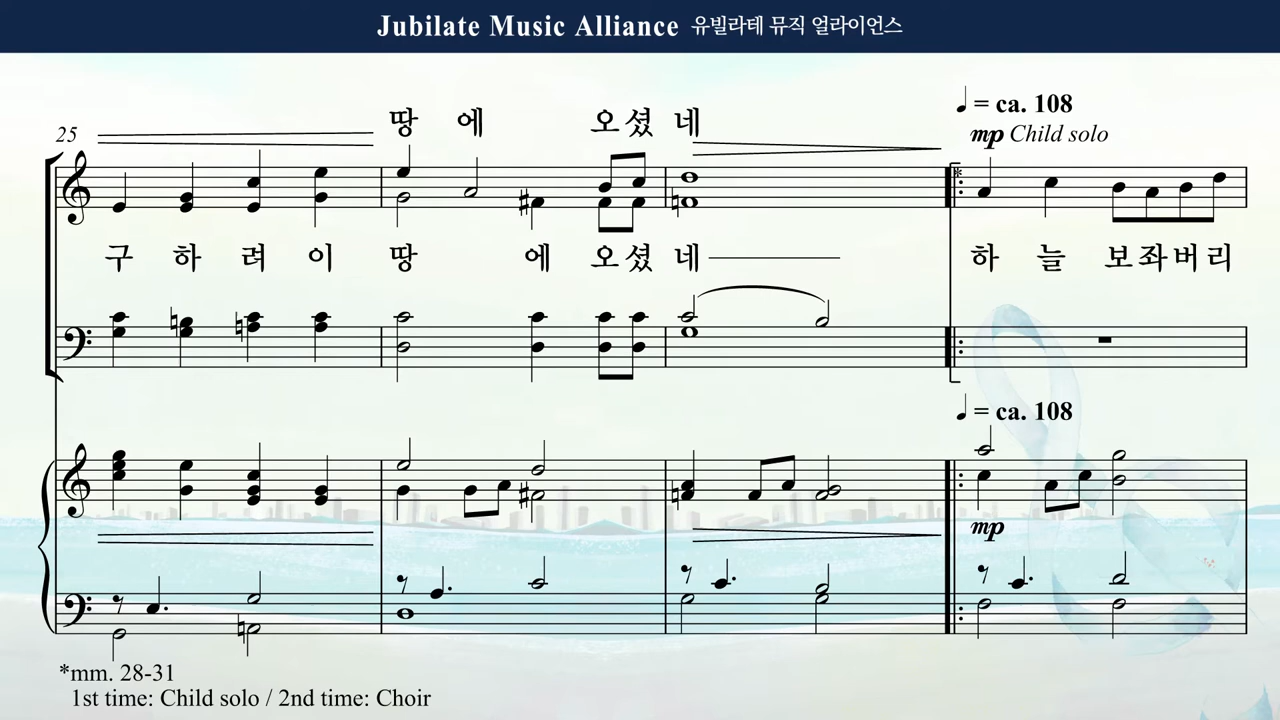 Jubilate Music Alliance 유빌라테 뮤직 얼라이언스
♩ = ca. 108
땅 에 오 셨 네
25
mp Child solo
*
구 하 려 이 땅 에 오 셨 네 하 늘 보 좌 버 리
♩ = ca. 108
mp
*mm. 28-31
1st time: Child solo / 2nd time: Choir